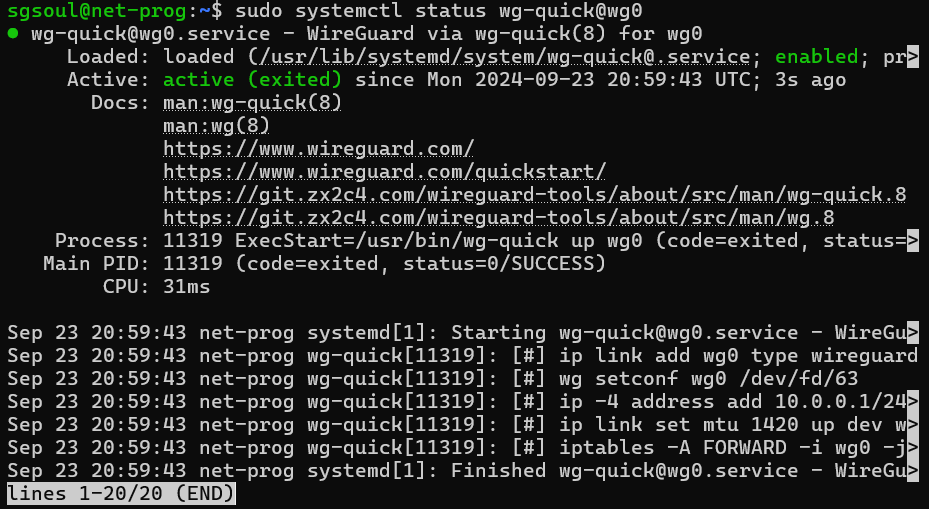 sgsoul@net-prog:~$ sudo systemctl status wg-quick@wg0
● wg-quick@wg0.service - WireGuard via wg-quick(8) for wg0
     Loaded: loaded (/usr/lib/systemd/system/wg-quick@.service; enabled; pr>
     Active: active (exited) since Mon 2024-09-23 20:59:43 UTC; 3s ago
       Docs: man:wg-quick(8)
             man:wg(8)
             https://www.wireguard.com/
             https://www.wireguard.com/quickstart/
             https://git.zx2c4.com/wireguard-tools/about/src/man/wg-quick.8
             https://git.zx2c4.com/wireguard-tools/about/src/man/wg.8
    Process: 11319 ExecStart=/usr/bin/wg-quick up wg0 (code=exited, status=>
   Main PID: 11319 (code=exited, status=0/SUCCESS)
        CPU: 31ms

Sep 23 20:59:43 net-prog systemd[1]: Starting wg-quick@wg0.service - WireGu>
Sep 23 20:59:43 net-prog wg-quick[11319]: [#] ip link add wg0 type wireguard
Sep 23 20:59:43 net-prog wg-quick[11319]: [#] wg setconf wg0 /dev/fd/63
Sep 23 20:59:43 net-prog wg-quick[11319]: [#] ip -4 address add 10.0.0.1/24>
Sep 23 20:59:43 net-prog wg-quick[11319]: [#] ip link set mtu 1420 up dev w>
Sep 23 20:59:43 net-prog wg-quick[11319]: [#] iptables -A FORWARD -i wg0 -j>
Sep 23 20:59:43 net-prog systemd[1]: Finished wg-quick@wg0.service - WireGu>
lines 1-20/20 (END)